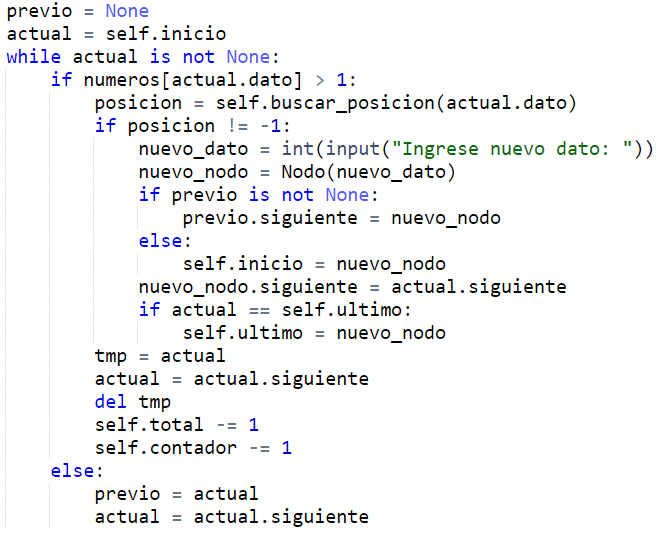 previo = None
actual = self.inicio
while actual is not None:
    if numeros[actual.dato] > 1:
        posicion = self.buscar_posicion(actual.dato)
        if posicion != -1:
            nuevo_dato = int(input("Ingrese nuevo dato: "))
            nuevo_nodo = Nodo(nuevo_dato)
            if previo is not None:
                previo.siguiente = nuevo_nodo
            else:
                self.inicio = nuevo_nodo
            nuevo_nodo.siguiente = actual.siguiente
            if actual == self.ultimo:
                self.ultimo = nuevo_nodo
        tmp = actual
        actual = actual.siguiente
        del tmp
        self.total -= 1
        self.contador -= 1
    else:
        previo = actual
        actual = actual.siguiente